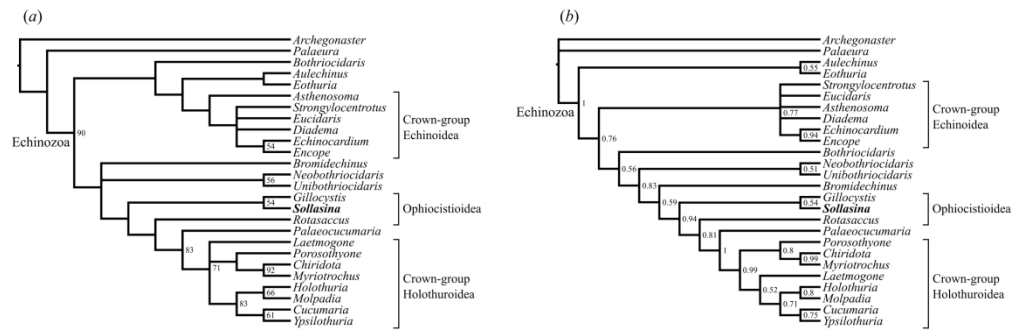 (a)
Archegonaster
Palaeura
Bothriocidaris
Aulechinus
Eothuria
Asthenosoma
Strongylocentrotus
Eucidaris
Diadema
Echinocardium
54
Encope
Crown-group
Echinoidea
Echinozoa
90
Bromidechinus
Neobothriocidaris
56
Unibothriocidaris
Gillocystis
54
Sollasina
Rotasaccus
Ophiocistioidea
Palaeocucumaria
83
Laetmogone
71
Porosothyone
Chiridota
92
Myriotrochus
Holothuria
66
Molpadia
83
Cucumaria
61
Ypsilothuria
Crown-group
Holothuroidea
(b)
Archegonaster
Palaeura
Aulechinus
0.55
Eothuria
Strongylocentrotus
Eucidaris
Asthenosoma
0.77
Diadema
Echinocardium
0.94
Encope
Crown-group
Echinoidea
Echinozoa
1
0.76
Bothriocidaris
0.56
Neobothriocidaris
0.51
Unibothriocidaris
0.83
Bromidechinus
0.59
Gillocystis
0.54
Sollasina
0.94
Rotasaccus
Ophiocistioidea
0.81
Palaeocucumaria
1
Porosothyone
0.8
Chiridota
0.99
Myriotrochus
0.99
Laetmogone
0.52
Holothuria
0.8
Molpadia
0.71
Cucumaria
0.75
Ypsilothuria
Crown-group
Holothuroidea